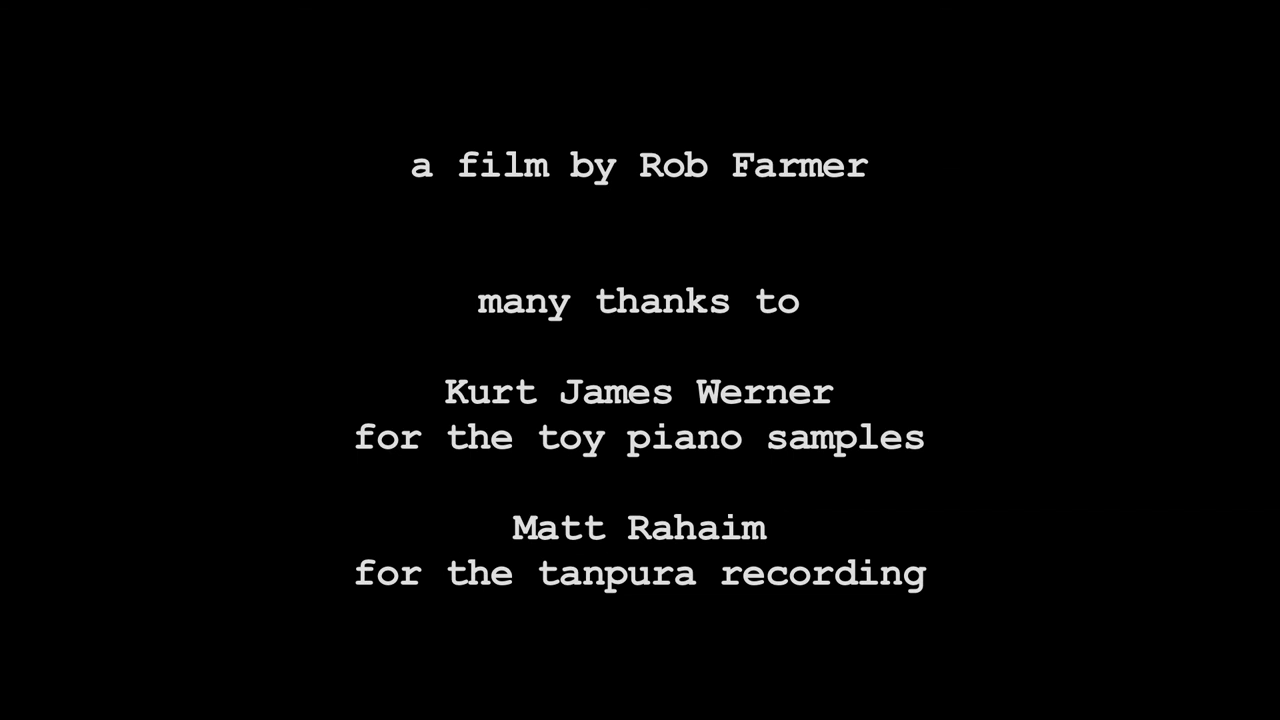 a film by Rob Farmer
many thanks to
Kurt James Werner
for the toy piano samples
Matt Rahaim
for the tanpura recording